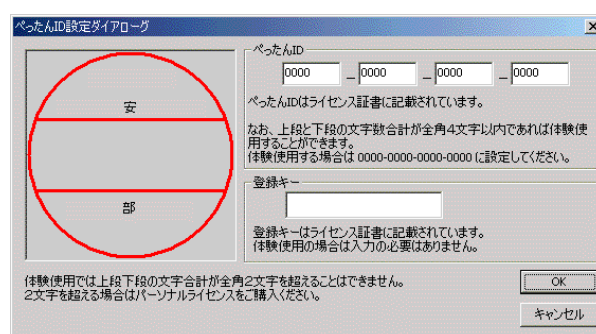 ぺったんID設定ダイアローグ
安
部
ぺったんID
0000 - 0000 - 0000 - 0000
ぺったんIDはライセンス証書に記載されています。
なお、上段と下段の文字数合計が全角4文字以内であれば体験使
用することができます。
体験使用する場合は 0000-0000-0000-0000 に設定してください。
登録キー
登録キーはライセンス証書に記載されています。
体験使用の場合は入力の必要はありません。
体験使用では上段下段の文字合計が全角2文字を超えることはできません。
2文字を超える場合はパーソナルライセンスをご購入ください。
OK
キャンセル